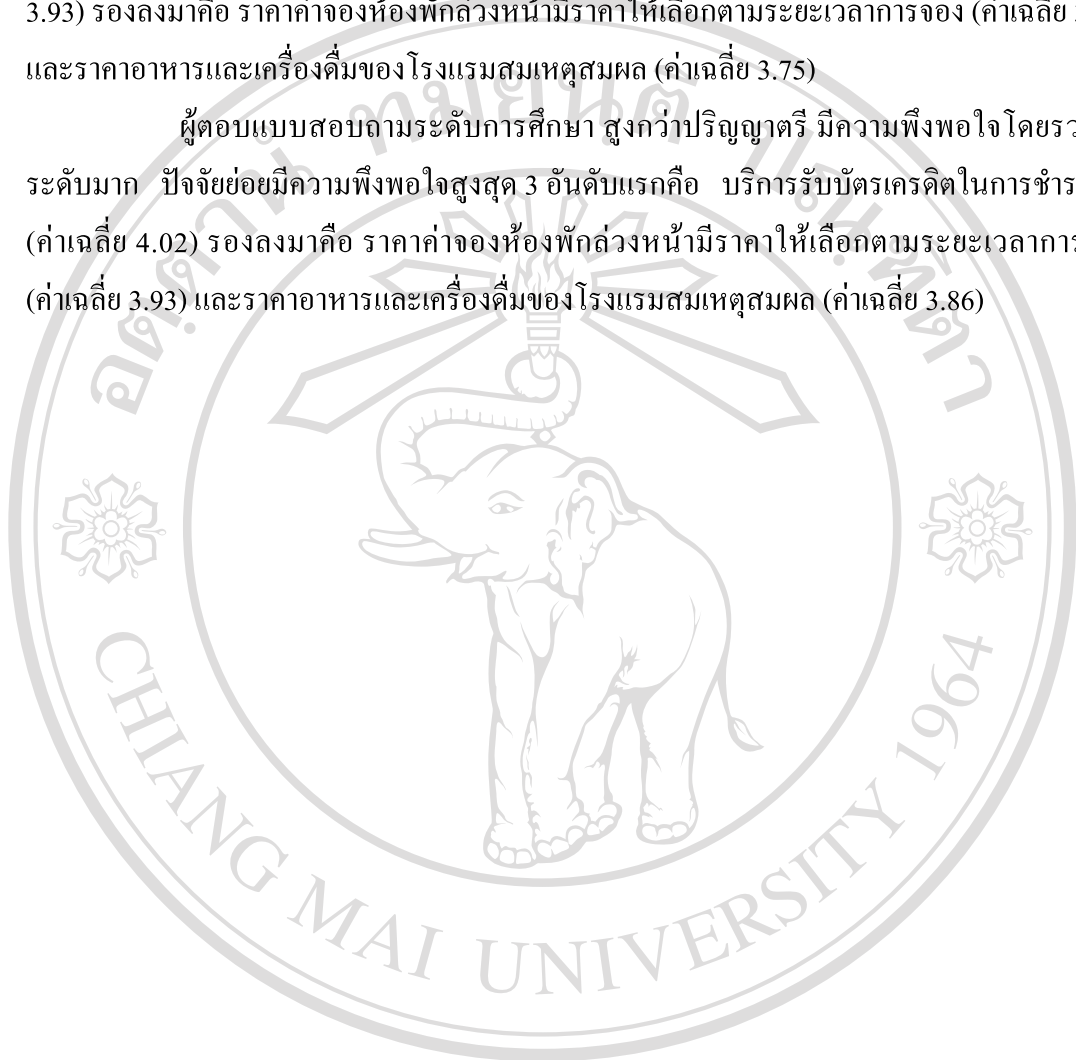 3.93) รองลงมาคือ ราคาค่าจองห้องพักล่วงหน้ามีราคาให้เลือกตามระยะเวลาการจอง (ค่าเฉลี่ย
และราคาอาหารและเครื่องดื่มของโรงแรมสมเหตุสมผล (ค่าเฉลี่ย 3.75)
ผู้ตอบแบบสอบถามระดับการศึกษา สูงกว่าปริญญาตรี มีความพึงพอใจโดยรว
ระดับมาก ปัจจัยย่อยมีความพึงพอใจสูงสุด 3 อันดับแรกคือ บริการรับบัตรเครดิตในการชำร
(ค่าเฉลี่ย 4.02) รองลงมาคือ ราคาค่าจองห้องพักล่วงหน้ามีราคาให้เลือกตามระยะเวลาการ
(ค่าเฉลี่ย 3.93) และราคาอาหารและเครื่องดื่มของโรงแรมสมเหตุสมผล (ค่าเฉลี่ย 3.86)
อตฺตานํ ทมยนฺติ ปณฺฑิตา
CHIANG MAI UNIVERSITY 1964